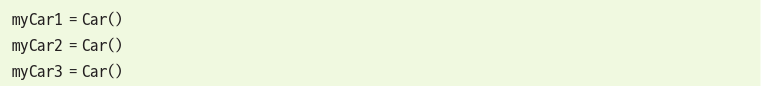 myCar1 = Car()
myCar2 = Car()
myCar3 = Car()